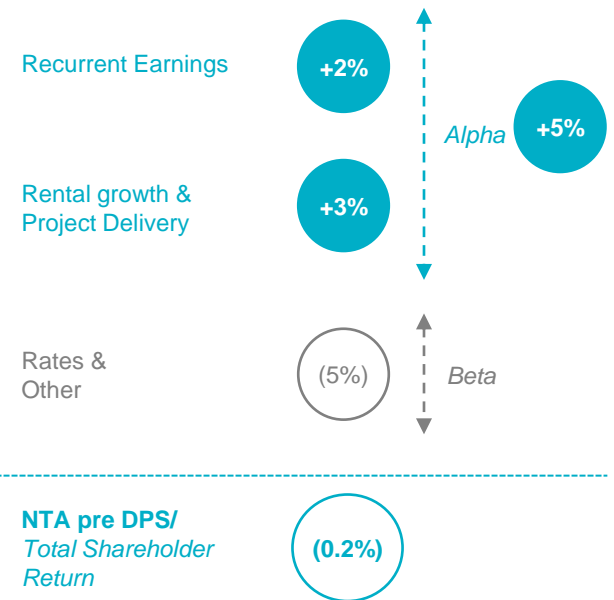 Recurrent Earnings
+2%
Alpha
+5%
Rental growth &
Project Delivery
+3%
Rates &
Other
(5%)
Beta
NTA pre DPS/
Total Shareholder
Return
(0.2%)